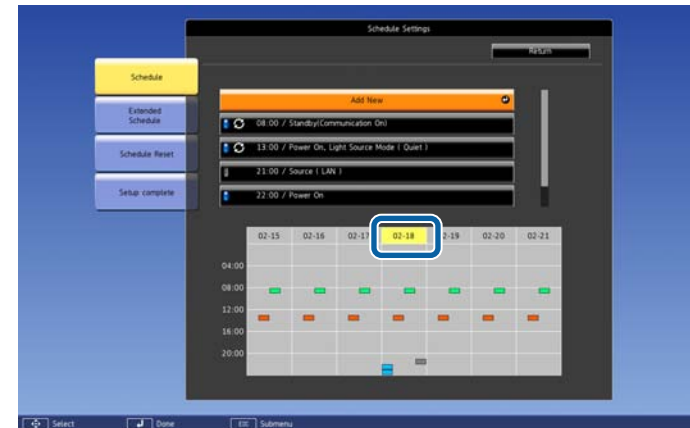 Schedule Settings
Return
Schedule
Extended
Schedule
Schedule Reset
Setup complete
Add New
08:00 / Standby(Communication On)
13:00 / Power On, Light Source Mode ( Quiet )
21:00 / Source ( LAN )
22:00 / Power On
02-15 02-16 02-17 02-18 02-19 02-20 02-21
04:00
08:00
12:00
16:00
20:00
Select Done Esc Submenu